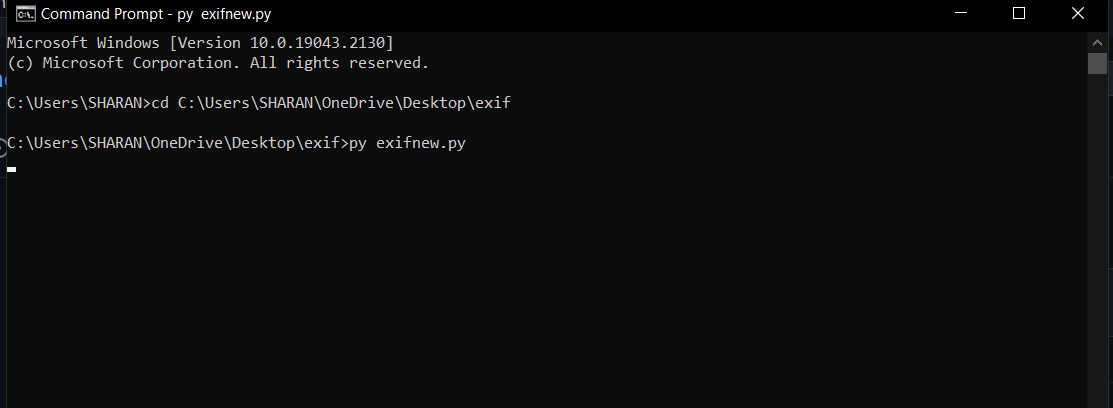 Command Prompt - py  exifnew.py
Microsoft Windows [Version 10.0.19043.2130]
(c) Microsoft Corporation. All rights reserved.
C:\Users\SHARAN>cd C:\Users\SHARAN\OneDrive\Desktop\exif
C:\Users\SHARAN\OneDrive\Desktop\exif>py exifnew.py